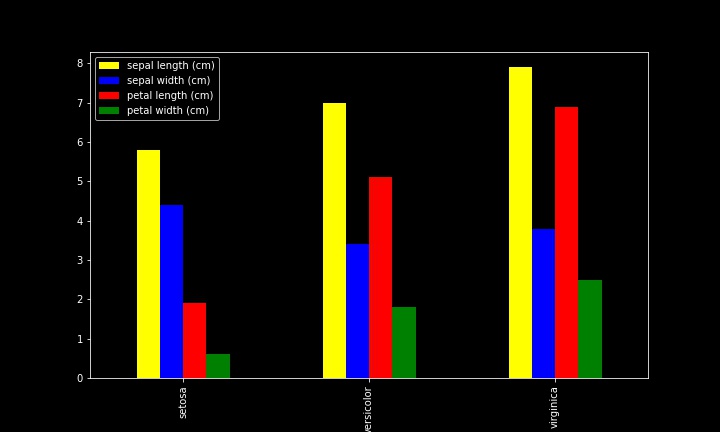 8
7
6
5
4
3
2
1
0
sepal length (cm)
sepal width (cm)
petal length (cm)
petal width (cm)
setosa
versicolor
virginica